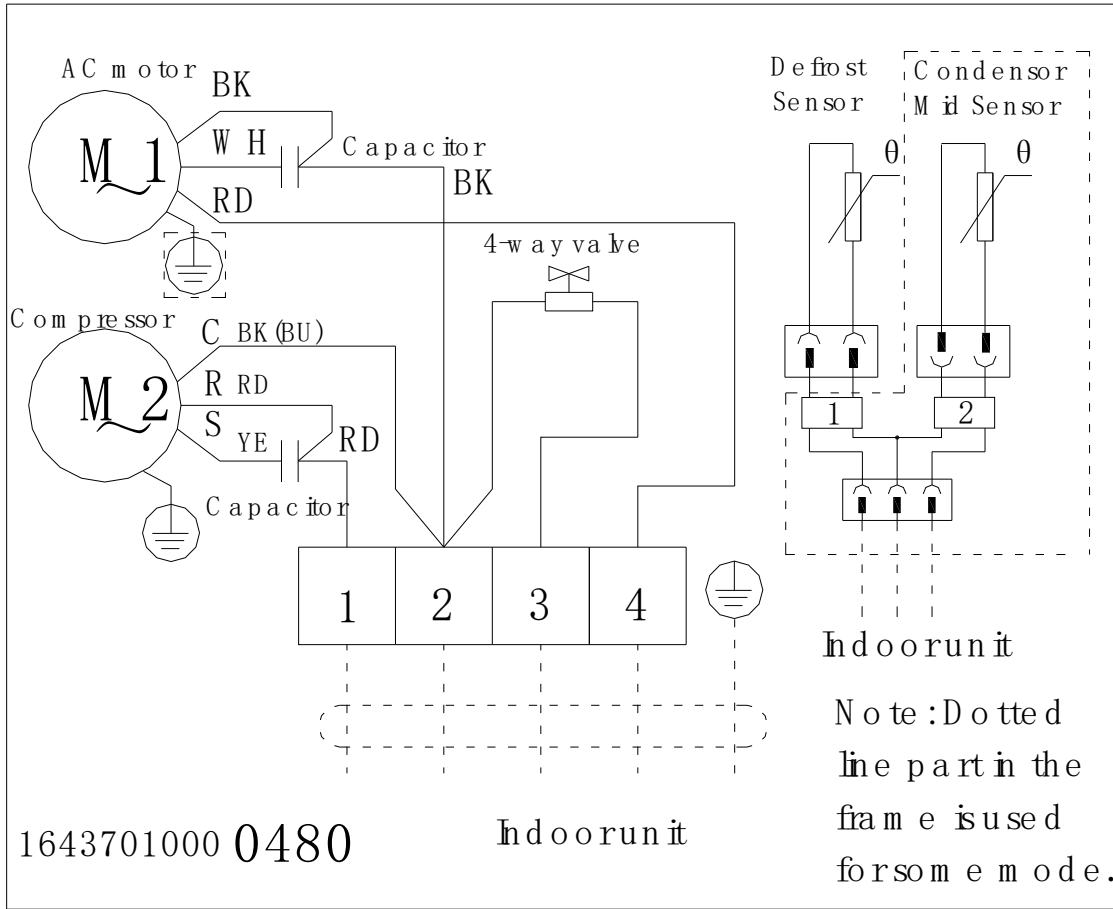 AC motor
BK
WH
Capacitor
BK
RD
M 1
4-way valve
Compressor
C BK(BU)
R RD
S YE
RD
M 2
Capacitor
1 2 3 4
Indoor unit
1643701000 0480
Defrost
Sensor
Condensor
Mid Sensor
θ
θ
1
2
Indoor unit
Note:Dotted
line part in the
frame is used
for some mode.